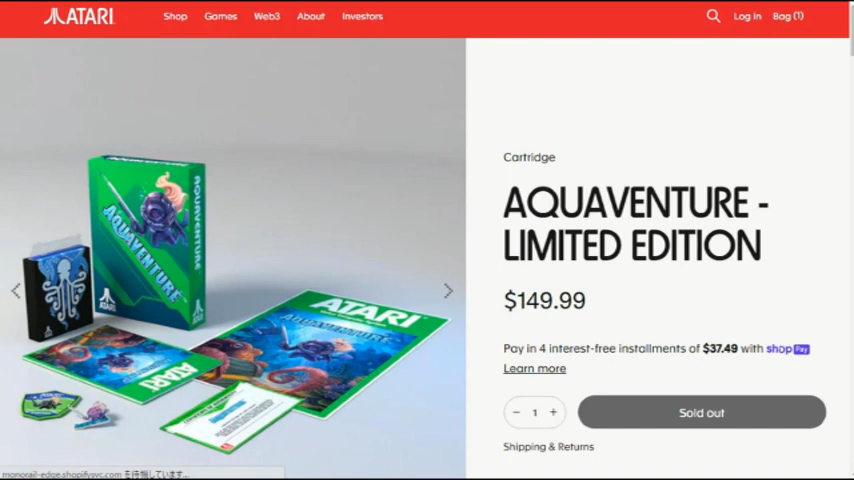 ATARI
Shop Games Web3 About Investors
Log in Bag (1)
AQUAVENTURE
AQUAVENTURE
ATARI
ATARI
AQUAVENTURE
ATARI
Cartridge
AQUAVENTURE -
LIMITED EDITION
$149.99
Pay in 4 interest-free installments of $37.49 with shop Pay
Learn more
− 1 +
Sold out
Shipping & Returns
monorail-edge.shopifysvc.com を待機しています...